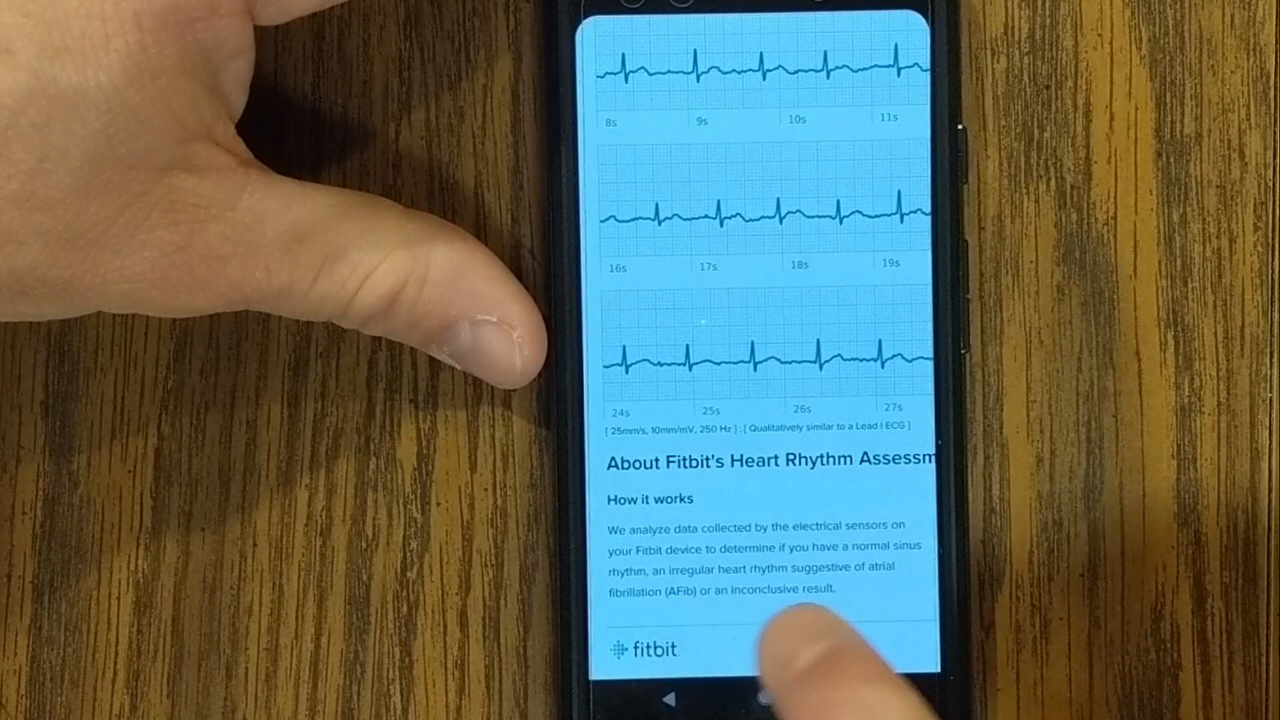 8s 9s 10s 11s
16s 17s 18s 19s
24s 25s 26s 27s
[ 25mm/s, 10mm/mV, 250 Hz ] : [ Qualitatively similar to a Lead I ECG ]
About Fitbit's Heart Rhythm Assessm
How it works
We analyze data collected by the electrical sensors on
your Fitbit device to determine if you have a normal sinus
rhythm, an irregular heart rhythm suggestive of atrial
fibrillation (AFib) or an inconclusive result.
fitbit